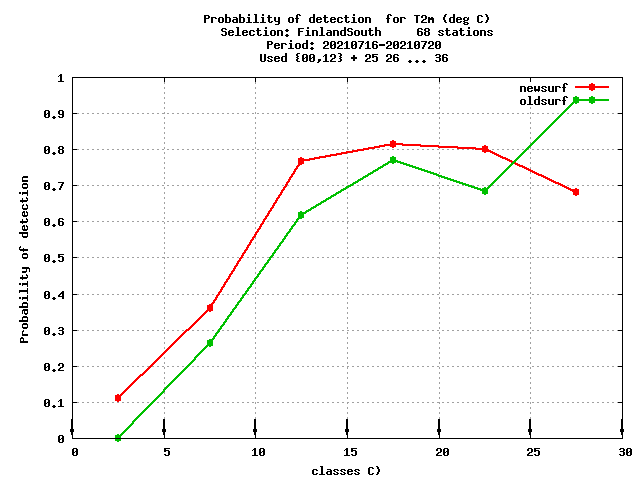 Probability of detection  for T2m (deg C)
Selection: FinlandSouth     68 stations
Period: 20210716-20210720
Used {00,12} + 25 26 ... 36
newsurf
oldsurf
Probability of detection
1
0.9
0.8
0.7
0.6
0.5
0.4
0.3
0.2
0.1
0
0 5 10 15 20 25 30
classes C)